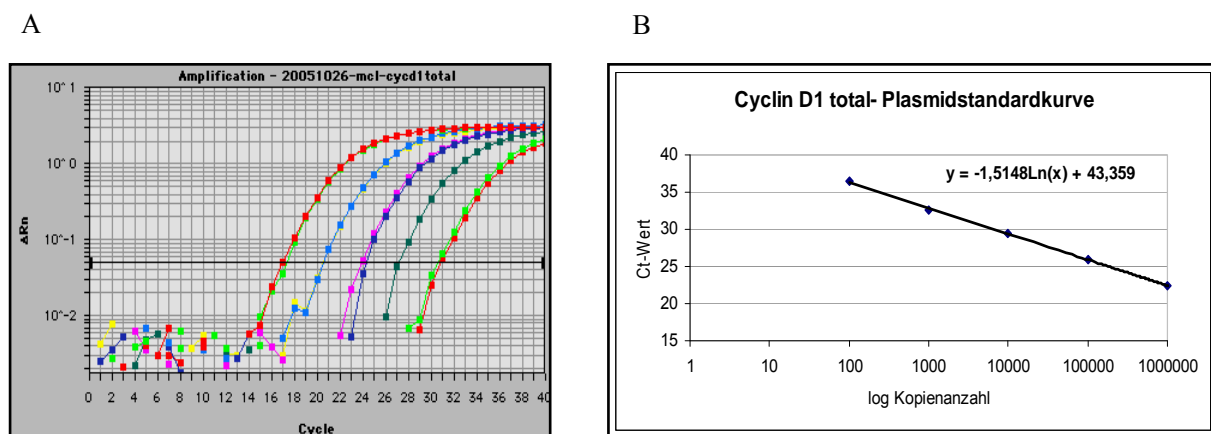 A
B
Amplification - 20051026-mcl-cycd1total
10^ 1
10^ 0
10^ -1
10^ -2
ΔRn
0 2 4 6 8 10 12 14 16 18 20 22 24 26 28 30 32 34 36 38 40
Cycle
Cyclin D1 total- Plasmidstandardkurve
y = -1,5148Ln(x) + 43,359
40
35
30
25
20
15
Ct-Wert
1 10 100 1000 10000 100000 1000000
log Kopienanzahl